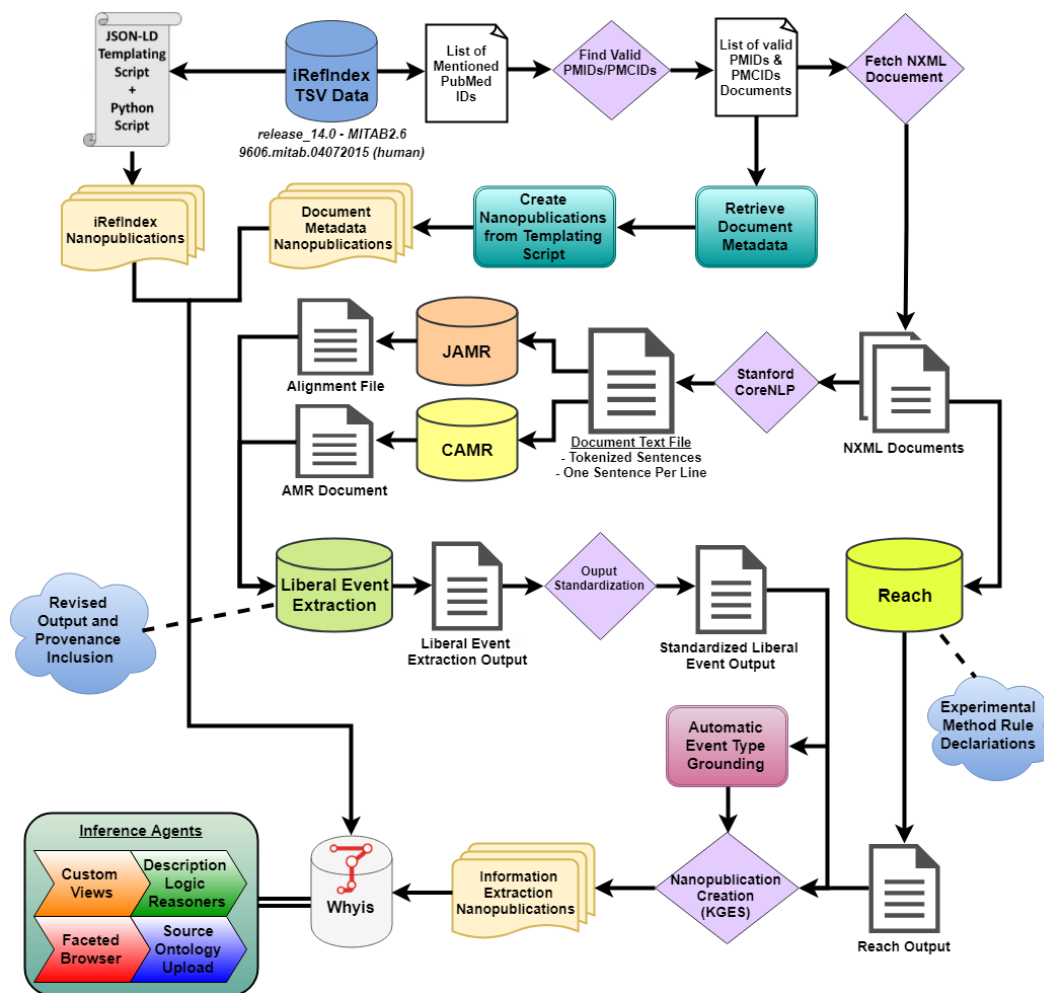 JSON-LD
Templating
Script
+
Python
Script
iRefIndex
TSV Data
release_14.0 - MITAB2.6
9606.mitab.04072015 (human)
List of
Mentioned
PubMed
IDs
Find Valid
PMIDs/PMCIDs
List of valid
PMIDs &
PMCIDs
Documents
Fetch NXML
Docuement
iRefIndex
Nanopublications
Document
Metadata
Nanopublications
Create
Nanopublications
from Templating
Script
Retrieve
Document
Metadata
Alignment File
JAMR
AMR Document
CAMR
Document Text File
- Tokenized Sentences
- One Sentence Per Line
Stanford
CoreNLP
NXML Documents
Revised
Output and
Provenance
Inclusion
Liberal Event
Extraction
Liberal Event
Extraction Output
Ouput
Standardization
Standardized Liberal
Event Output
Reach
Experimental
Method Rule
Declariations
Automatic
Event Type
Grounding
Inference Agents
Custom
Views
Description
Logic
Reasoners
Faceted
Browser
Source
Ontology
Upload
Whyis
Information
Extraction
Nanopublications
Nanopublication
Creation
(KGES)
Reach Output